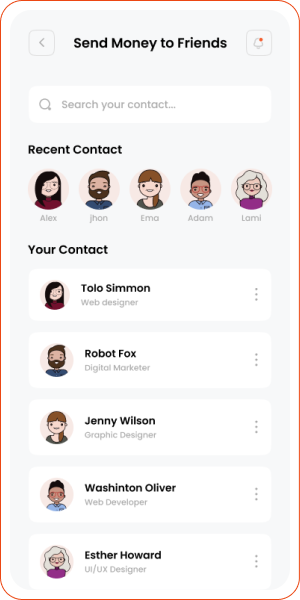 Send Money to Friends
Search your contact...
Recent Contact
Alex
jhon
Ema
Adam
Lami
Your Contact
Tolo Simmon
Web designer
Robot Fox
Digital Marketer
Jenny Wilson
Graphic Designer
Washinton Oliver
Web Developer
Esther Howard
UI/UX Designer